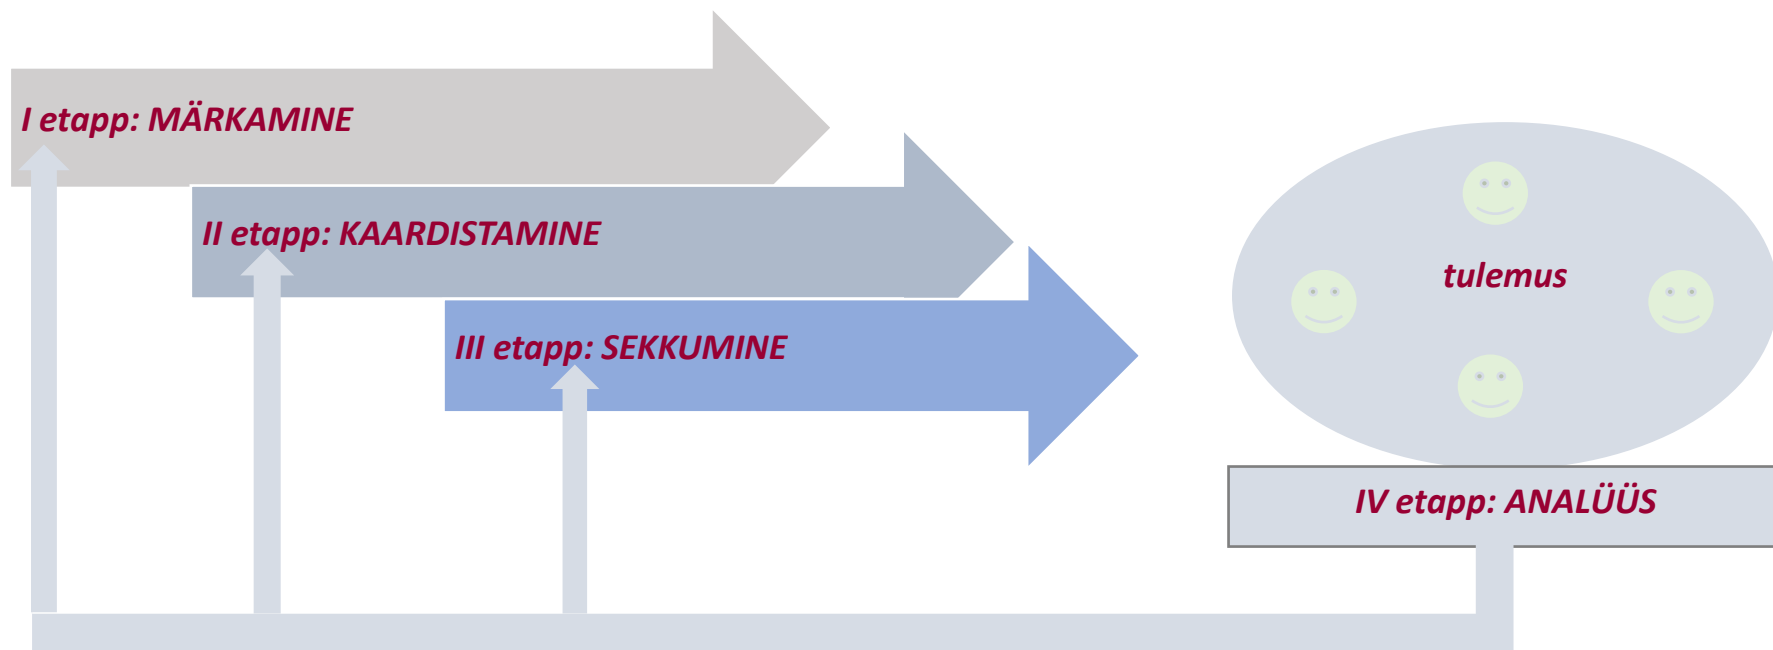 I etapp: MÄRKAMINE
II etapp: KAARDISTAMINE
tulemus
III etapp: SEKKUMINE
IV etapp: ANALÜÜS